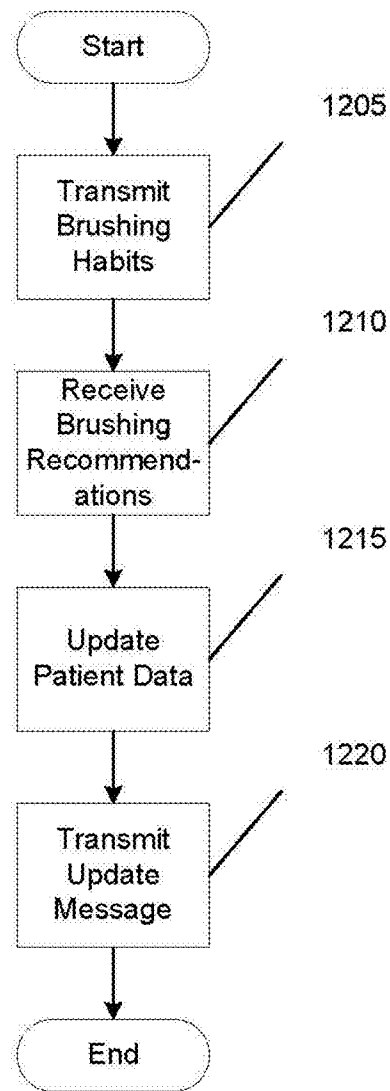 Start
1205
Transmit
Brushing
Habits
1210
Receive
Brushing
Recommend-
ations
1215
Update
Patient Data
1220
Transmit
Update
Message
End